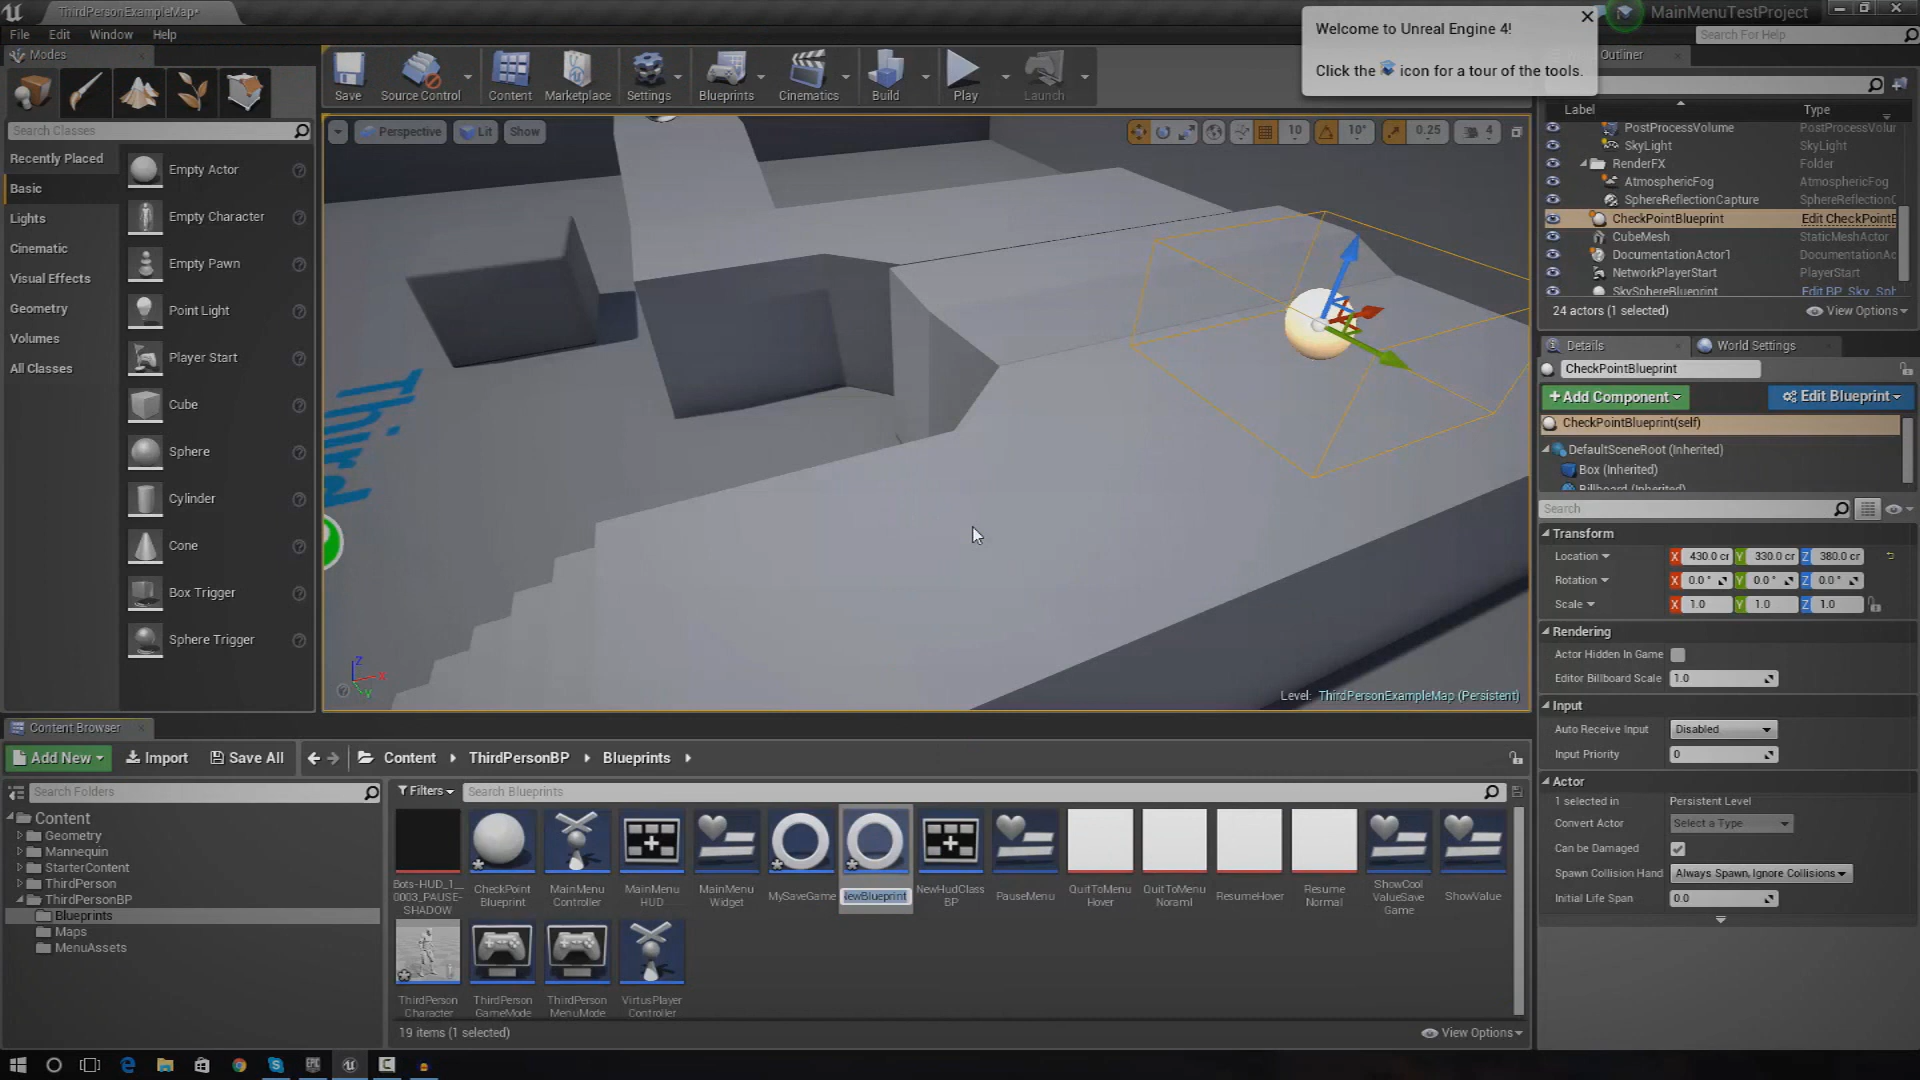 ThirdPersonExampleMap*
MainMenuTestProject
File Edit Window Help
Search For Help
Welcome to Unreal Engine 4!
Click the icon for a tour of the tools.
Modes
Save
Source Control
Content
Marketplace
Settings
Blueprints
Cinematics
Build
Play
Launch
Search Classes
Recently Placed
Basic
Lights
Cinematic
Visual Effects
Geometry
Volumes
All Classes
Empty Actor
Empty Character
Empty Pawn
Point Light
Player Start
Cube
Sphere
Cylinder
Cone
Box Trigger
Sphere Trigger
Perspective Lit Show
10 10° 0.25 4
Third
Z X Y
Level: ThirdPersonExampleMap (Persistent)
Outliner
Label Type
PostProcessVolume PostProcessVolur
SkyLight SkyLight
RenderFX Folder
AtmosphericFog AtmosphericFog
SphereReflectionCapture SphereReflectionC
CheckPointBlueprint Edit CheckPointE
CubeMesh StaticMeshActor
DocumentationActor1 DocumentationAc
NetworkPlayerStart PlayerStart
SkySphereBlueprint Edit BP_Sky_Sph
24 actors (1 selected) View Options
Details World Settings
CheckPointBlueprint
+Add Component Edit Blueprint
CheckPointBlueprint(self)
DefaultSceneRoot (Inherited)
Box (Inherited)
Billboard (Inherited)
Search
Transform
Location X 430.0 cr Y 330.0 cr Z 380.0 cr
Rotation X 0.0° Y 0.0° Z 0.0°
Scale X 1.0 Y 1.0 Z 1.0
Rendering
Actor Hidden In Game
Editor Billboard Scale 1.0
Input
Auto Receive Input Disabled
Input Priority 0
Actor
1 selected in Persistent Level
Convert Actor Select a Type
Can be Damaged
Spawn Collision Hand Always Spawn, Ignore Collisions
Initial Life Span 0.0
Content Browser
Add New Import Save All Content ThirdPersonBP Blueprints
Search Folders
Filters Search Blueprints
Content
Geometry
Mannequin
StarterContent
ThirdPerson
ThirdPersonBP
Blueprints
Maps
MenuAssets
Bots-HUD_1__
0003_PAUSE-
SHADOW
CheckPoint
Blueprint
MainMenu
Controller
MainMenu
HUD
MainMenu
Widget
MySaveGame
NewBlueprint
NewHudClass
BP
PauseMenu
QuitToMenu
Hover
QuitToMenu
Noraml
ResumeHover
Resume
Normal
ShowCool
ValueSave
Game
ShowValue
ThirdPerson
Character
ThirdPerson
GameMode
ThirdPerson
MenuMode
VirtusPlayer
Controller
19 items (1 selected) View Options